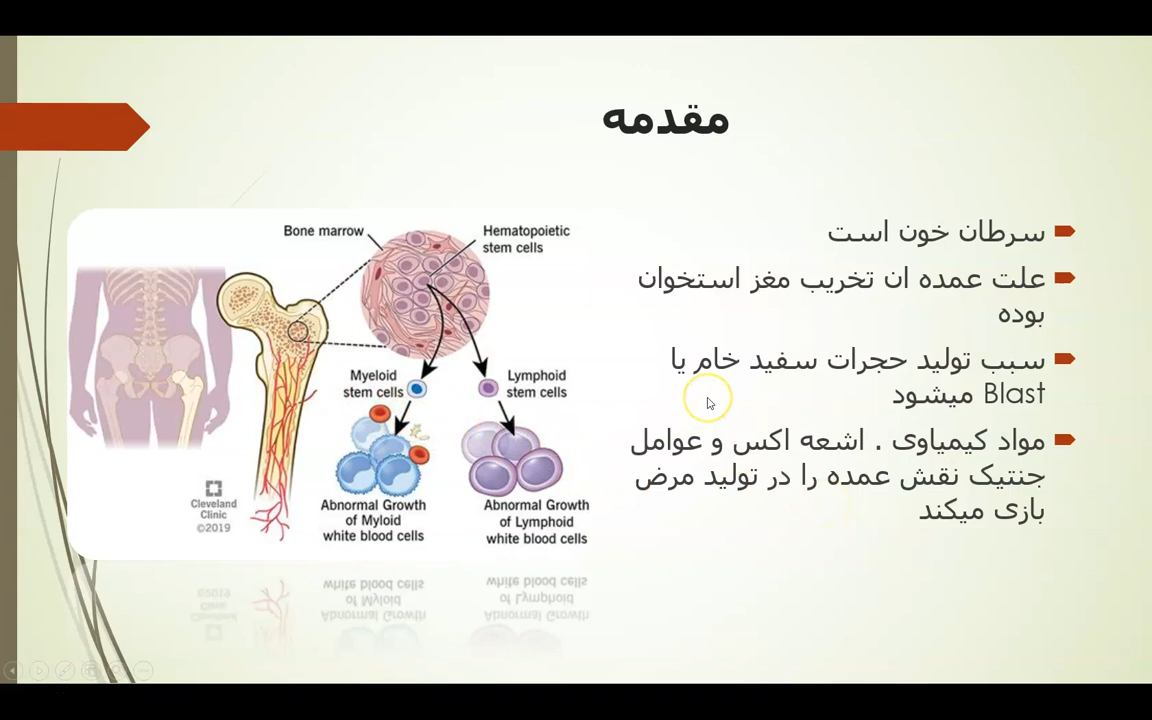 مقدمه
سرطان خون است
علت عمده ان تخریب مغز استخوان
بوده
سبب تولید حجرات سفید خام یا
Blast میشود
مواد کیمیاوی . اشعه اکس و عوامل
جنتیک نقش عمده را در تولید مرض
بازی میکند
Bone marrow
Hematopoietic
stem cells
Myeloid
stem cells
Lymphoid
stem cells
Abnormal Growth
of Myloid
white blood cells
Abnormal Growth
of Lymphoid
white blood cells
Cleveland
Clinic
©2019